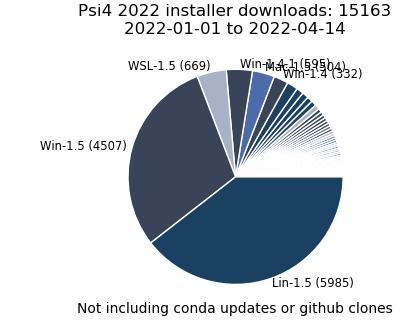 Psi4 2022 installer downloads: 15163
2022-01-01 to 2022-04-14
WSL-1.5 (669)
Win-1.4.1 (595)
Mac-1.5 (504)
Win-1.4 (332)
Win-1.5 (4507)
Lin-1.5 (5985)
Not including conda updates or github clones